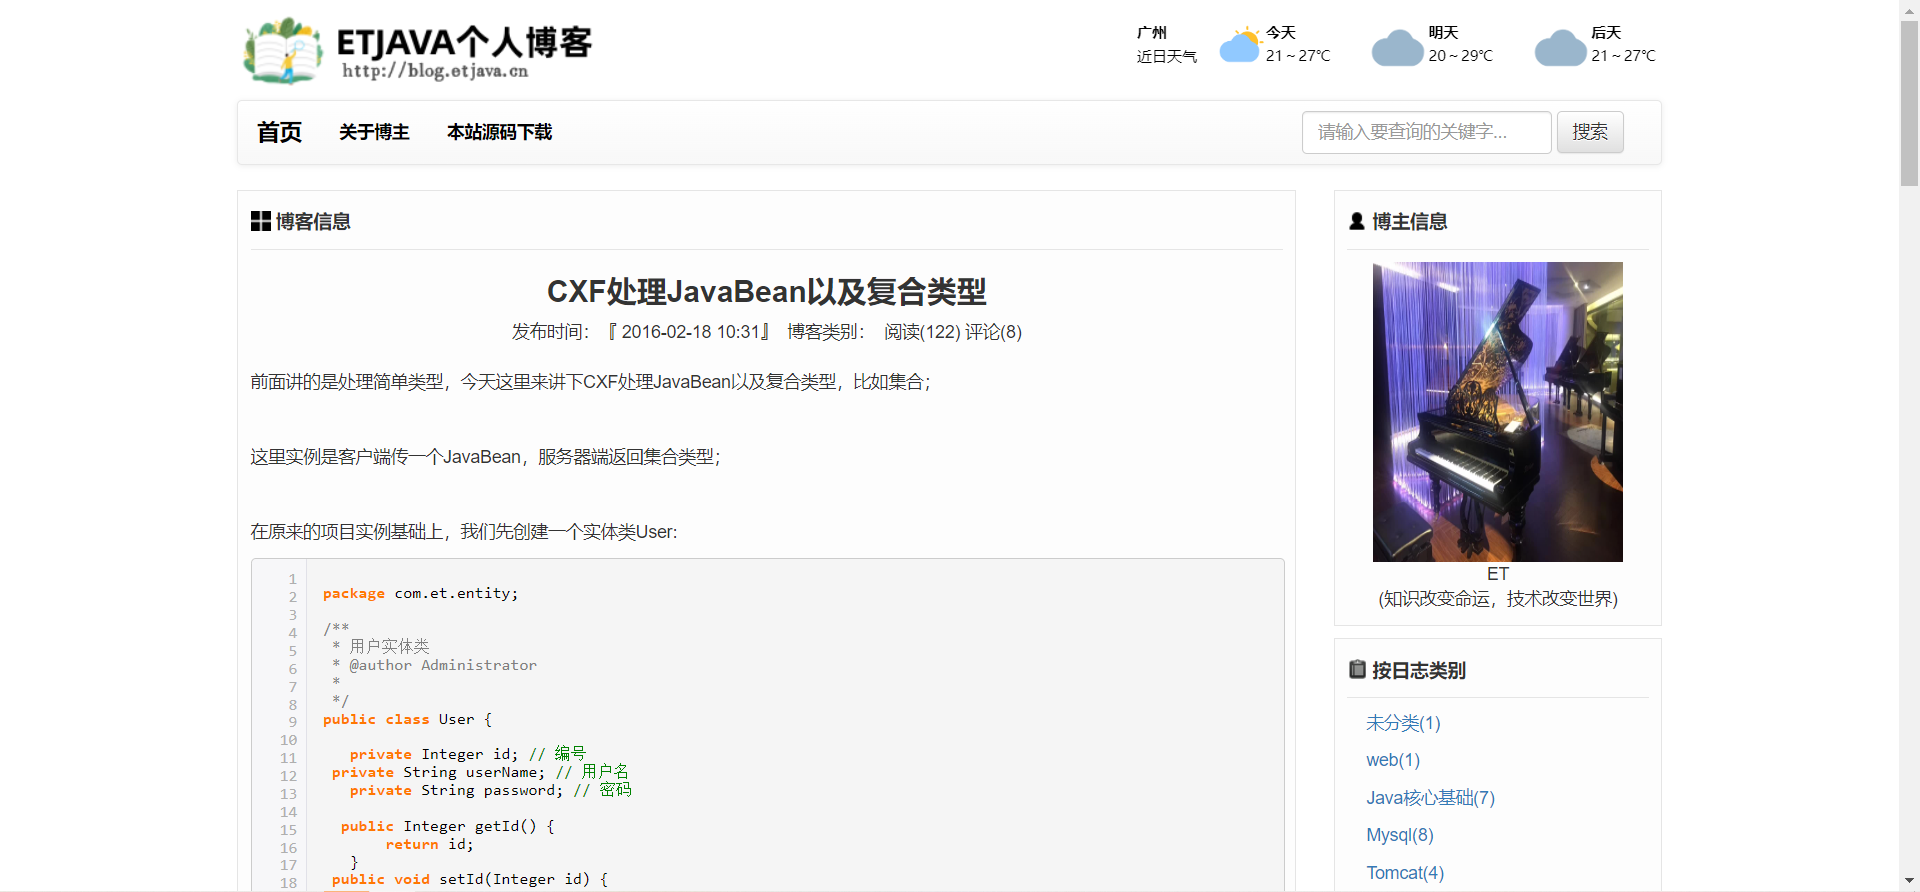 ETJAVA个人博客
http://blog.etjava.cn
广州
近日天气
今天
21～27℃
明天
20～29℃
后天
21～27℃
首页 关于博主 本站源码下载
请输入要查询的关键字... 搜索
博客信息
CXF处理JavaBean以及复合类型
发布时间：『 2016-02-18 10:31』 博客类别： 阅读(122) 评论(8)
前面讲的是处理简单类型，今天这里来讲下CXF处理JavaBean以及复合类型，比如集合；
这里实例是客户端传一个JavaBean，服务器端返回集合类型；
在原来的项目实例基础上，我们先创建一个实体类User:
1
2
3
4
5
6
7
8
9
10
11
12
13
14
15
16
17
18
package com.et.entity;
/**
* 用户实体类
* @author Administrator
*
*/
public class User {
private Integer id; // 编号
private String userName; // 用户名
private String password; // 密码
public Integer getId() {
return id;
}
public void setId(Integer id) {
博主信息
ET
(知识改变命运，技术改变世界)
按日志类别
未分类(1)
web(1)
Java核心基础(7)
Mysql(8)
Tomcat(4)